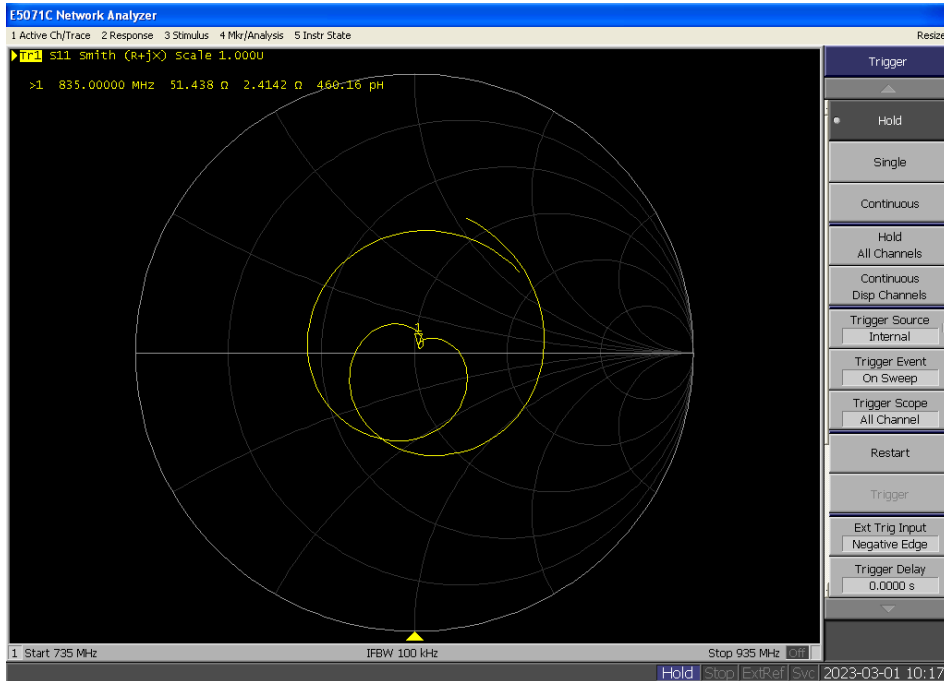 E5071C Network Analyzer
1 Active Ch/Trace 2 Response 3 Stimulus 4 Mkr/Analysis 5 Instr State
Resize
Tr1 S11 Smith (R+jX) Scale 1.000U
>1 835.00000 MHz 51.438 Ω 2.4142 Ω 460.16 pH
1
Trigger
Hold
Single
Continuous
Hold
All Channels
Continuous
Disp Channels
Trigger Source
Internal
Trigger Event
On Sweep
Trigger Scope
All Channel
Restart
Trigger
Ext Trig Input
Negative Edge
Trigger Delay
0.0000 s
1 Start 735 MHz IFBW 100 kHz Stop 935 MHz Off
Hold Stop ExtRef Svc 2023-03-01 10:17